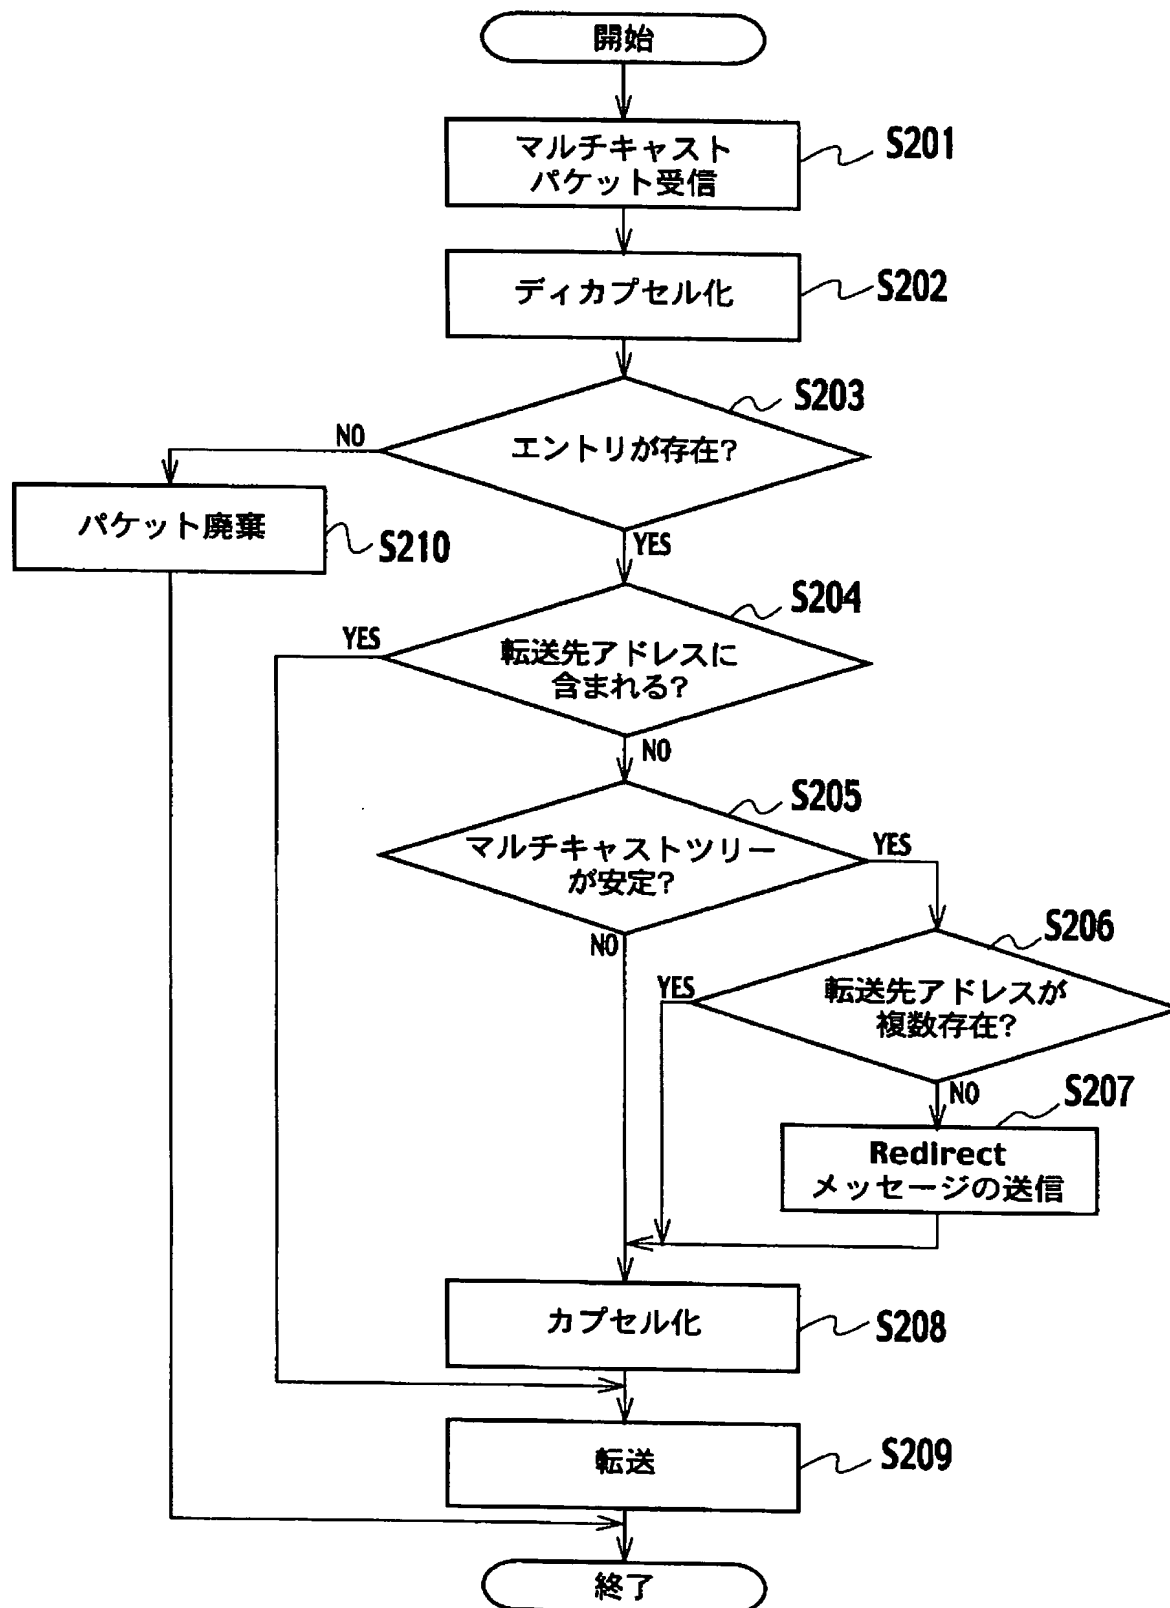 開始
マルチキャスト
パケット受信
S201
ディカプセル化
S202
S203
エントリが存在?
NO
パケット廃棄
S210
YES
S204
転送先アドレスに
含まれる?
YES
NO
S205
マルチキャストツリー
が安定?
YES
NO
S206
転送先アドレスが
複数存在?
YES
NO
S207
Redirect
メッセージの送信
カプセル化
S208
転送
S209
終了